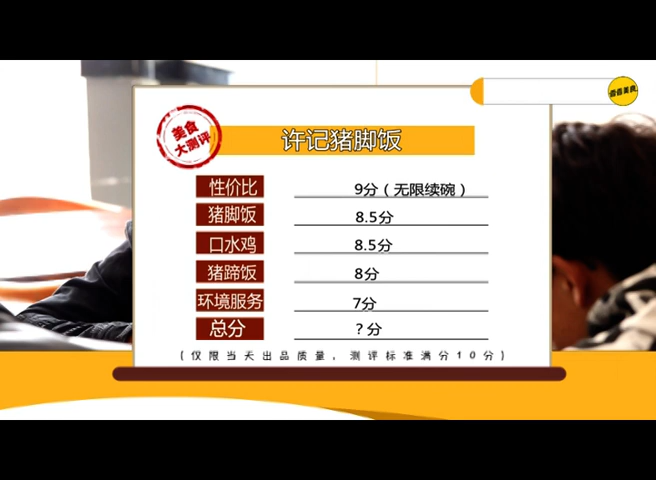 美食
大测评
许记猪脚饭
性价比 9分（无限续碗）
猪脚饭 8.5分
口水鸡 8.5分
猪蹄饭 8分
环境服务 7分
总分 ？分
(仅限当天出品质量，测评标准满分10分)